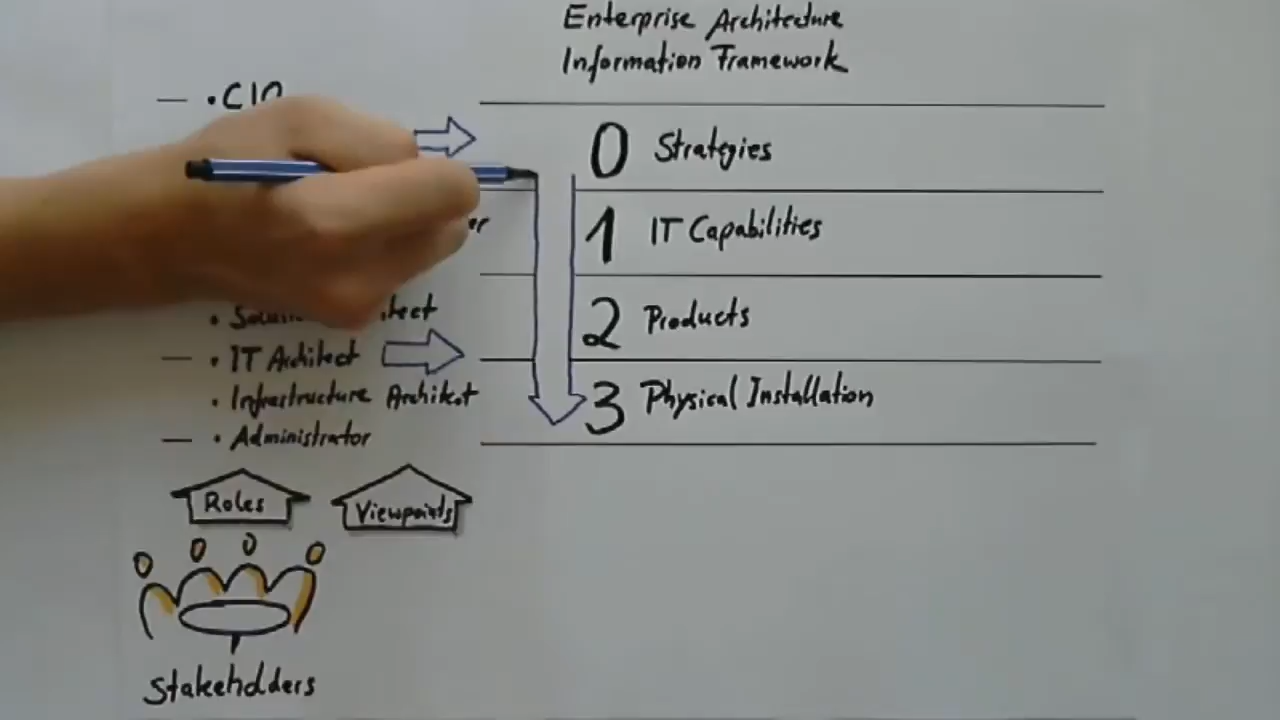 Enterprise Architecture
Information Framework
• CIO
0 Strategies
1 IT Capabilities
2 Products
• IT Architect
3 Physical Installation
• Infrastructure Architect
• Administrator
Roles
Viewpoints
Stakeholders